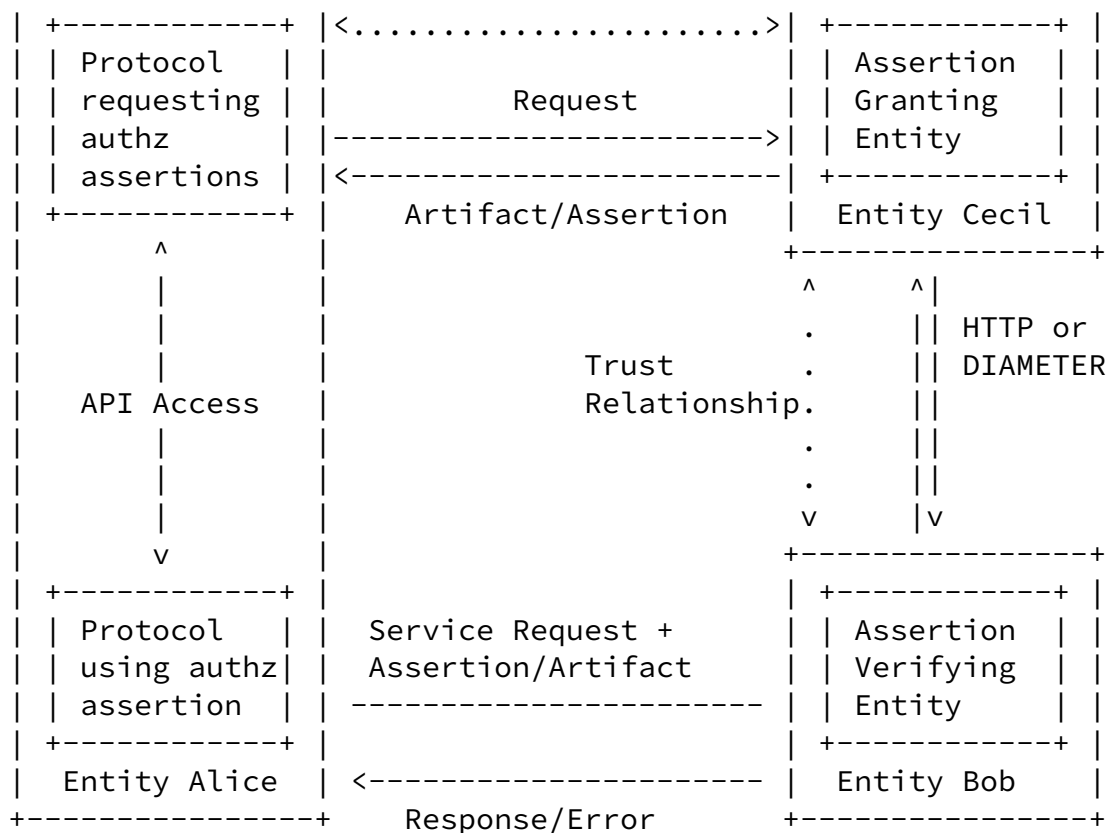 | +------------+ |<........................>| +------------+ |
| | Protocol   | |                          | | Assertion  | |
| | requesting | |          Request         | | Granting   | |
| | authz      | |------------------------>| | Entity     | |
| | assertions | |<------------------------| +------------+ |
| +------------+ |    Artifact/Assertion    |  Entity Cecil  |
|       ^        |                          +----------------+
|       |        |                           ^     ^|
|       |        |                           .     || HTTP or
|       |        |              Trust        .     || DIAMETER
|   API Access   |              Relationship.     ||
|       |        |                           .     ||
|       |        |                           .     ||
|       |        |                           v     |v
|       v        |                          +----------------+
| +------------+ |                          | +------------+ |
| | Protocol   | |  Service Request +       | | Assertion  | |
| | using authz| |  Assertion/Artifact      | | Verifying  | |
| | assertion  | | -----------------------  | | Entity     | |
| +------------+ |                          | +------------+ |
|  Entity Alice  | <----------------------  |  Entity Bob    |
+----------------+    Response/Error        +----------------+